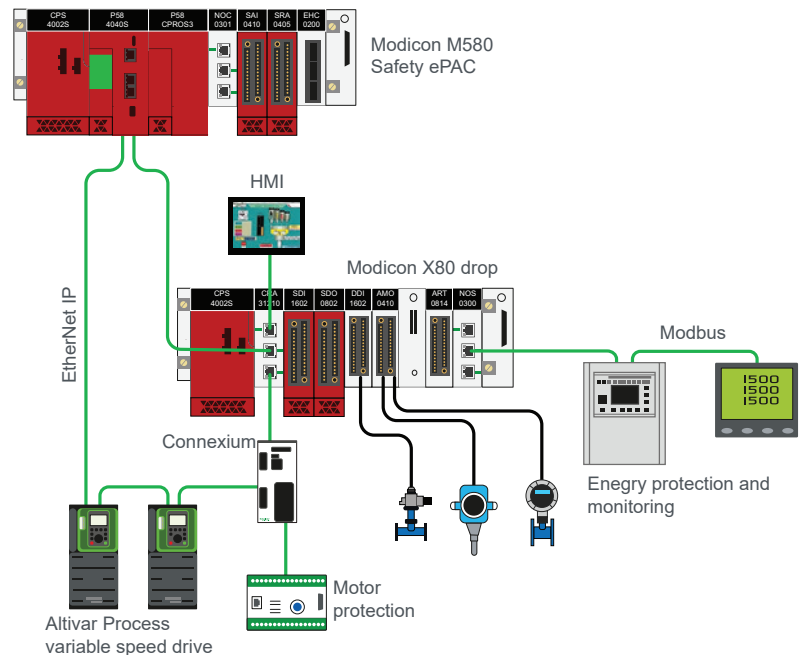 CPS
4002S
P58
4040S
P58
CPROS3
NOC
0301
SAI
0410
SRA
0405
EHC
0200
Modicon M580
Safety ePAC
HMI
Modicon X80 drop
CPS
4002S
CRA
31210
SDI
1602
SDO
0802
DDI
1602
AMO
0410
ART
0814
NOS
0300
EtherNet IP
Modbus
1500
1500
1500
Connexium
Enegry protection and
monitoring
Motor
protection
Altivar Process
variable speed drive